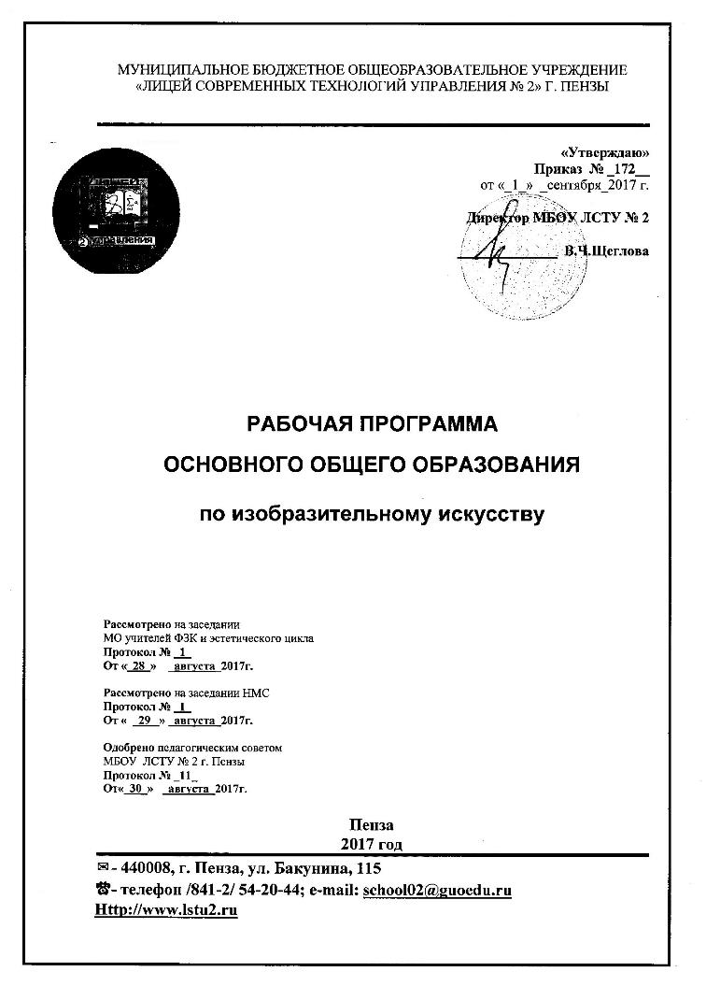 МУНИЦИПАЛЬНОЕ БЮДЖЕТНОЕ ОБЩЕОБРАЗОВАТЕЛЬНОЕ УЧРЕЖДЕНИЕ
«ЛИЦЕЙ СОВРЕМЕННЫХ ТЕХНОЛОГИЙ УПРАВЛЕНИЯ № 2» Г. ПЕНЗЫ
«Утверждаю»
Приказ № _172__
от «_1_» _сентября_2017 г.
Директор МБОУ ЛСТУ № 2
______________ В.Ч.Щеглова
2 управления
РАБОЧАЯ ПРОГРАММА
ОСНОВНОГО ОБЩЕГО ОБРАЗОВАНИЯ
по изобразительному искусству
Рассмотрено на заседании
МО учителей ФЗК и эстетического цикла
Протокол № _1_
От «_28_» _августа_2017г.
Рассмотрено на заседании НМС
Протокол № _1_
От « _29_» _августа_2017г.
Одобрено педагогическим советом
МБОУ ЛСТУ № 2 г. Пензы
Протокол № _11_
От«_30_» _августа_2017г.
Пенза
2017 год
✉- 440008, г. Пенза, ул. Бакунина, 115
☎- телефон /841-2/ 54-20-44; e-mail: school02@guoedu.ru
Http://www.lstu2.ru